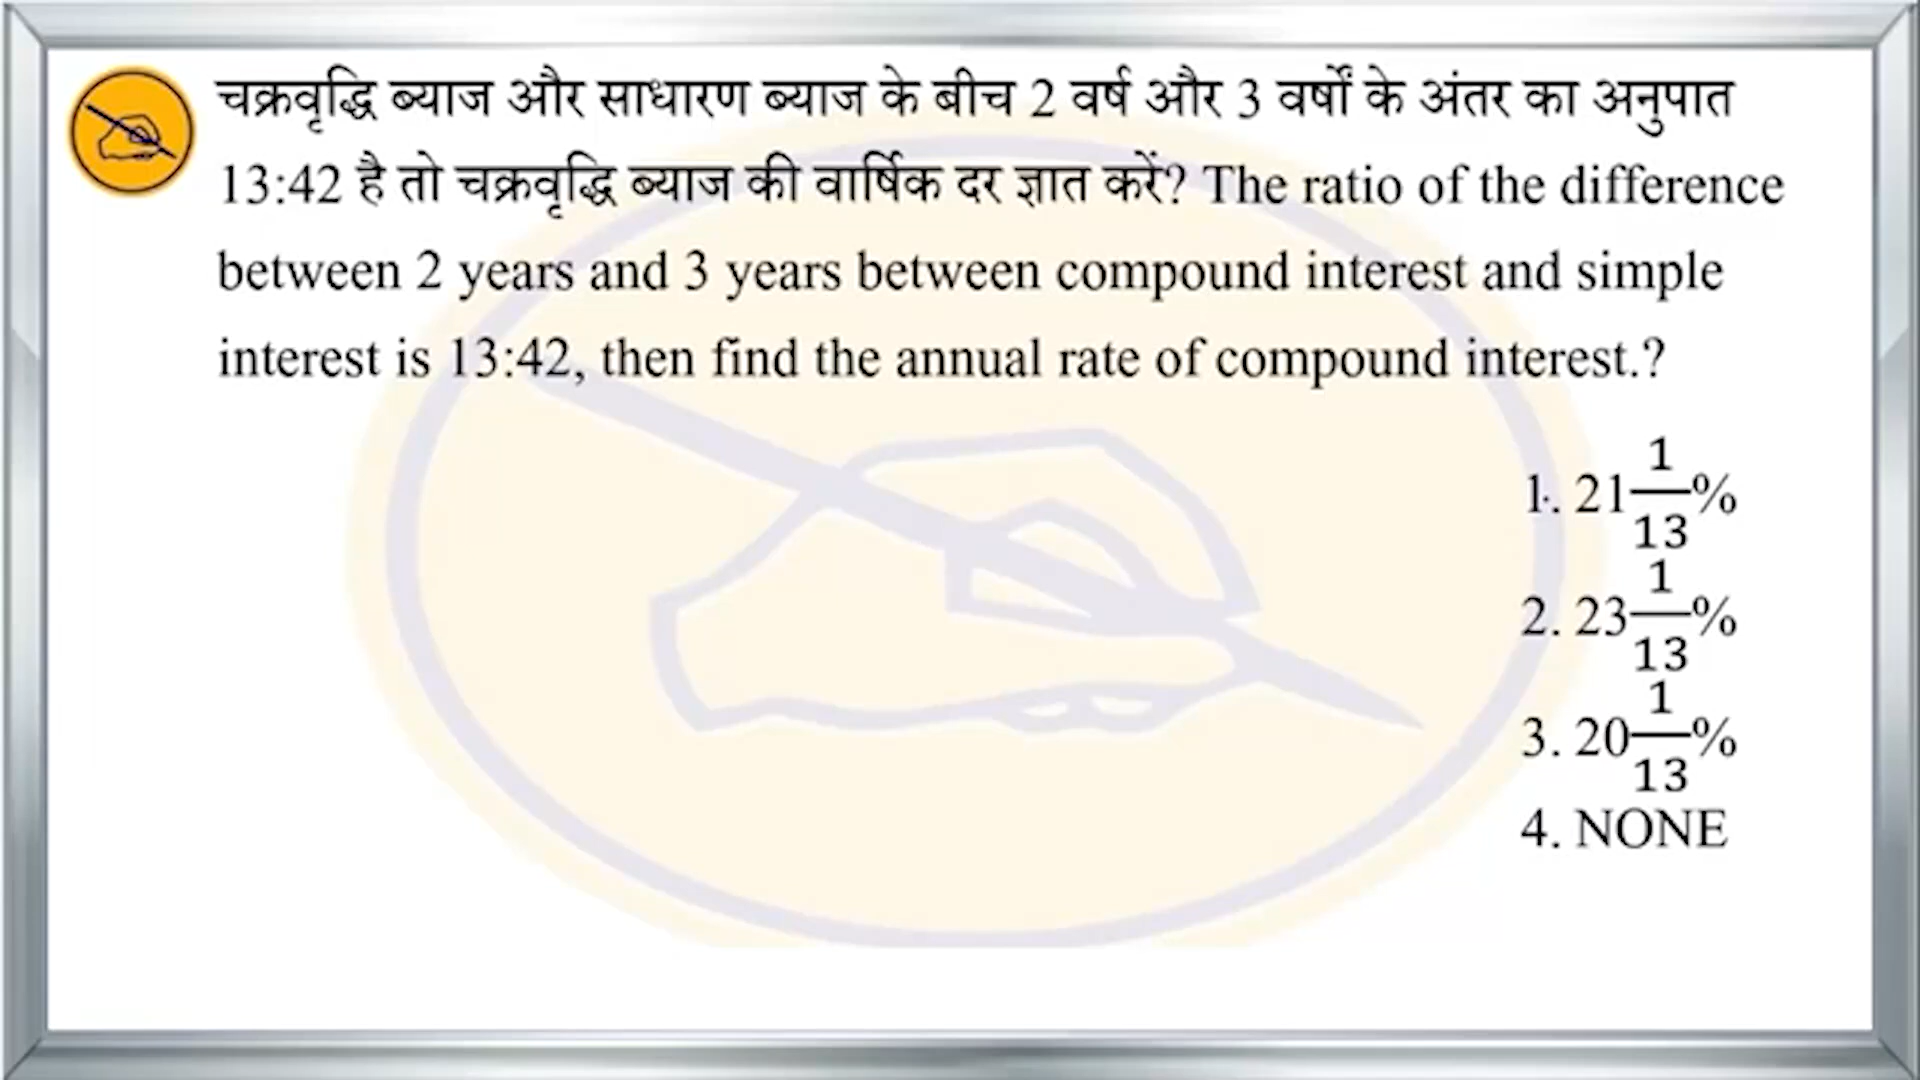 चक्रवृद्धि ब्याज और साधारण ब्याज के बीच 2 वर्ष और 3 वर्षों के अंतर का अनुपात
13:42 है तो चक्रवृद्धि ब्याज की वार्षिक दर ज्ञात करें? The ratio of the difference
between 2 years and 3 years between compound interest and simple
interest is 13:42, then find the annual rate of compound interest.?
1. 21 1/13%
2. 23 1/13%
3. 20 1/13%
4. NONE